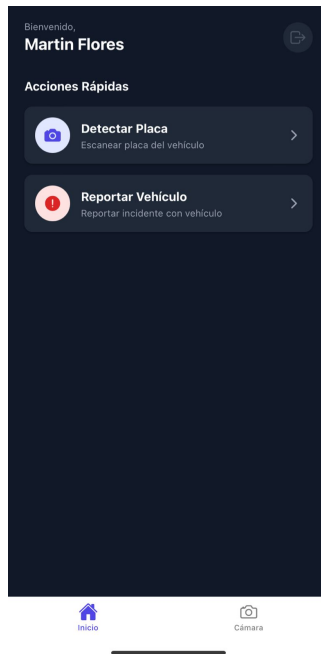 Bienvenido,
Martin Flores
Acciones Rápidas
Detectar Placa
Escanear placa del vehículo
Reportar Vehículo
Reportar incidente con vehículo
Inicio
Cámara